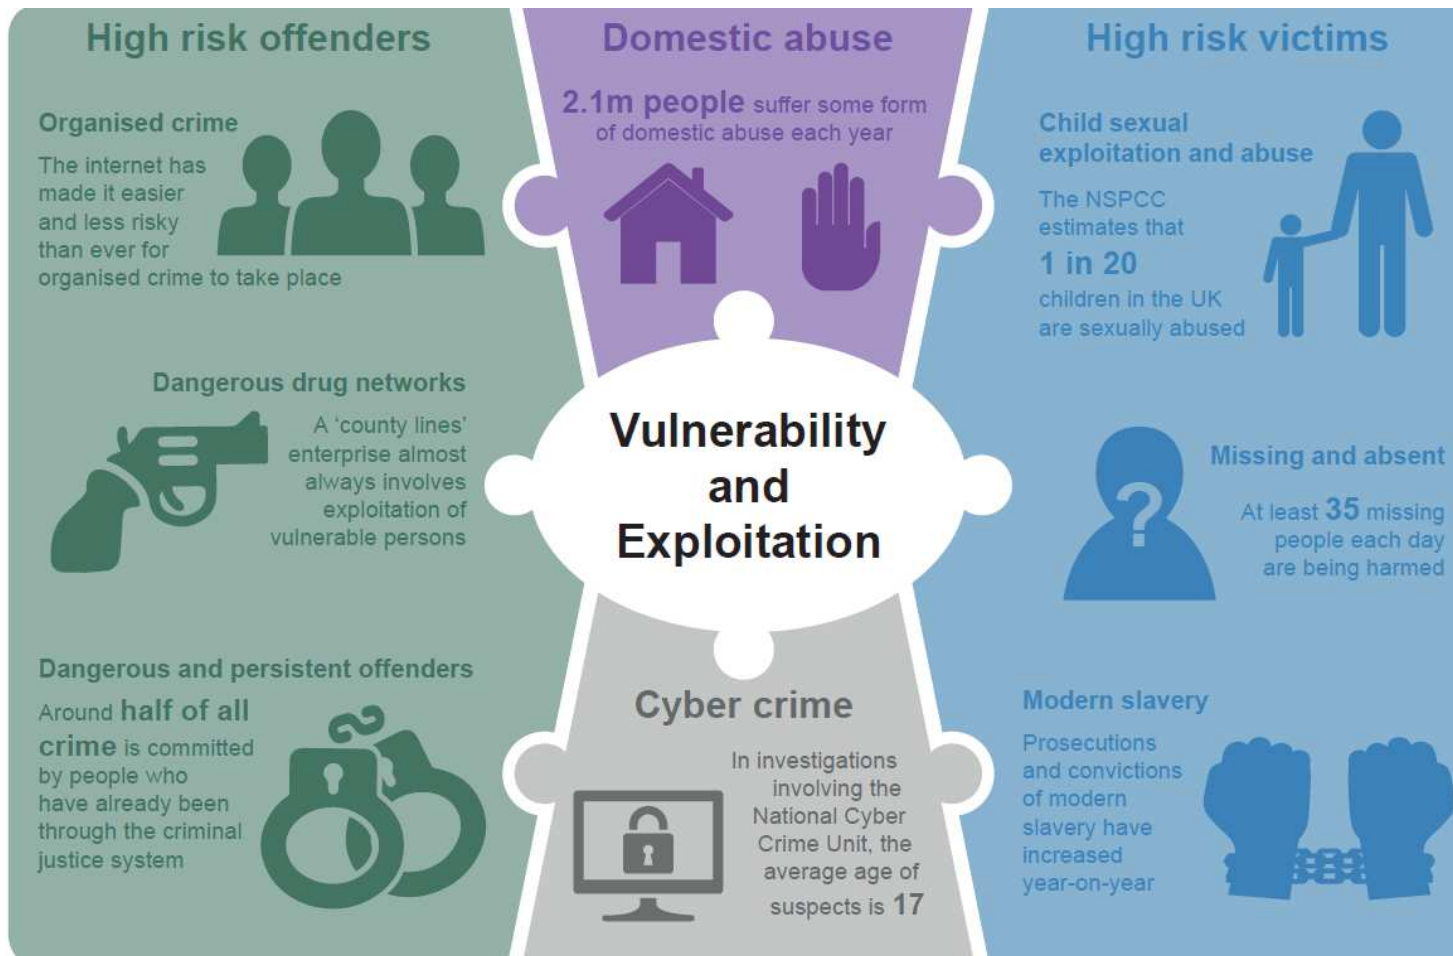 High risk offenders
Organised crime
The internet has
made it easier
and less risky
than ever for
organised crime to take place
Dangerous drug networks
A ‘county lines’
enterprise almost
always involves
exploitation of
vulnerable persons
Dangerous and persistent offenders
Around half of all
crime is committed
by people who
have already been
through the criminal
justice system
Domestic abuse
2.1m people suffer some form
of domestic abuse each year
Vulnerability
and
Exploitation
Cyber crime
In investigations
involving the
National Cyber
Crime Unit, the
average age of
suspects is 17
High risk victims
Child sexual
exploitation and abuse
The NSPCC
estimates that
1 in 20
children in the UK
are sexually abused
?
Missing and absent
At least 35 missing
people each day
are being harmed
Modern slavery
Prosecutions
and convictions
of modern
slavery have
increased
year-on-year